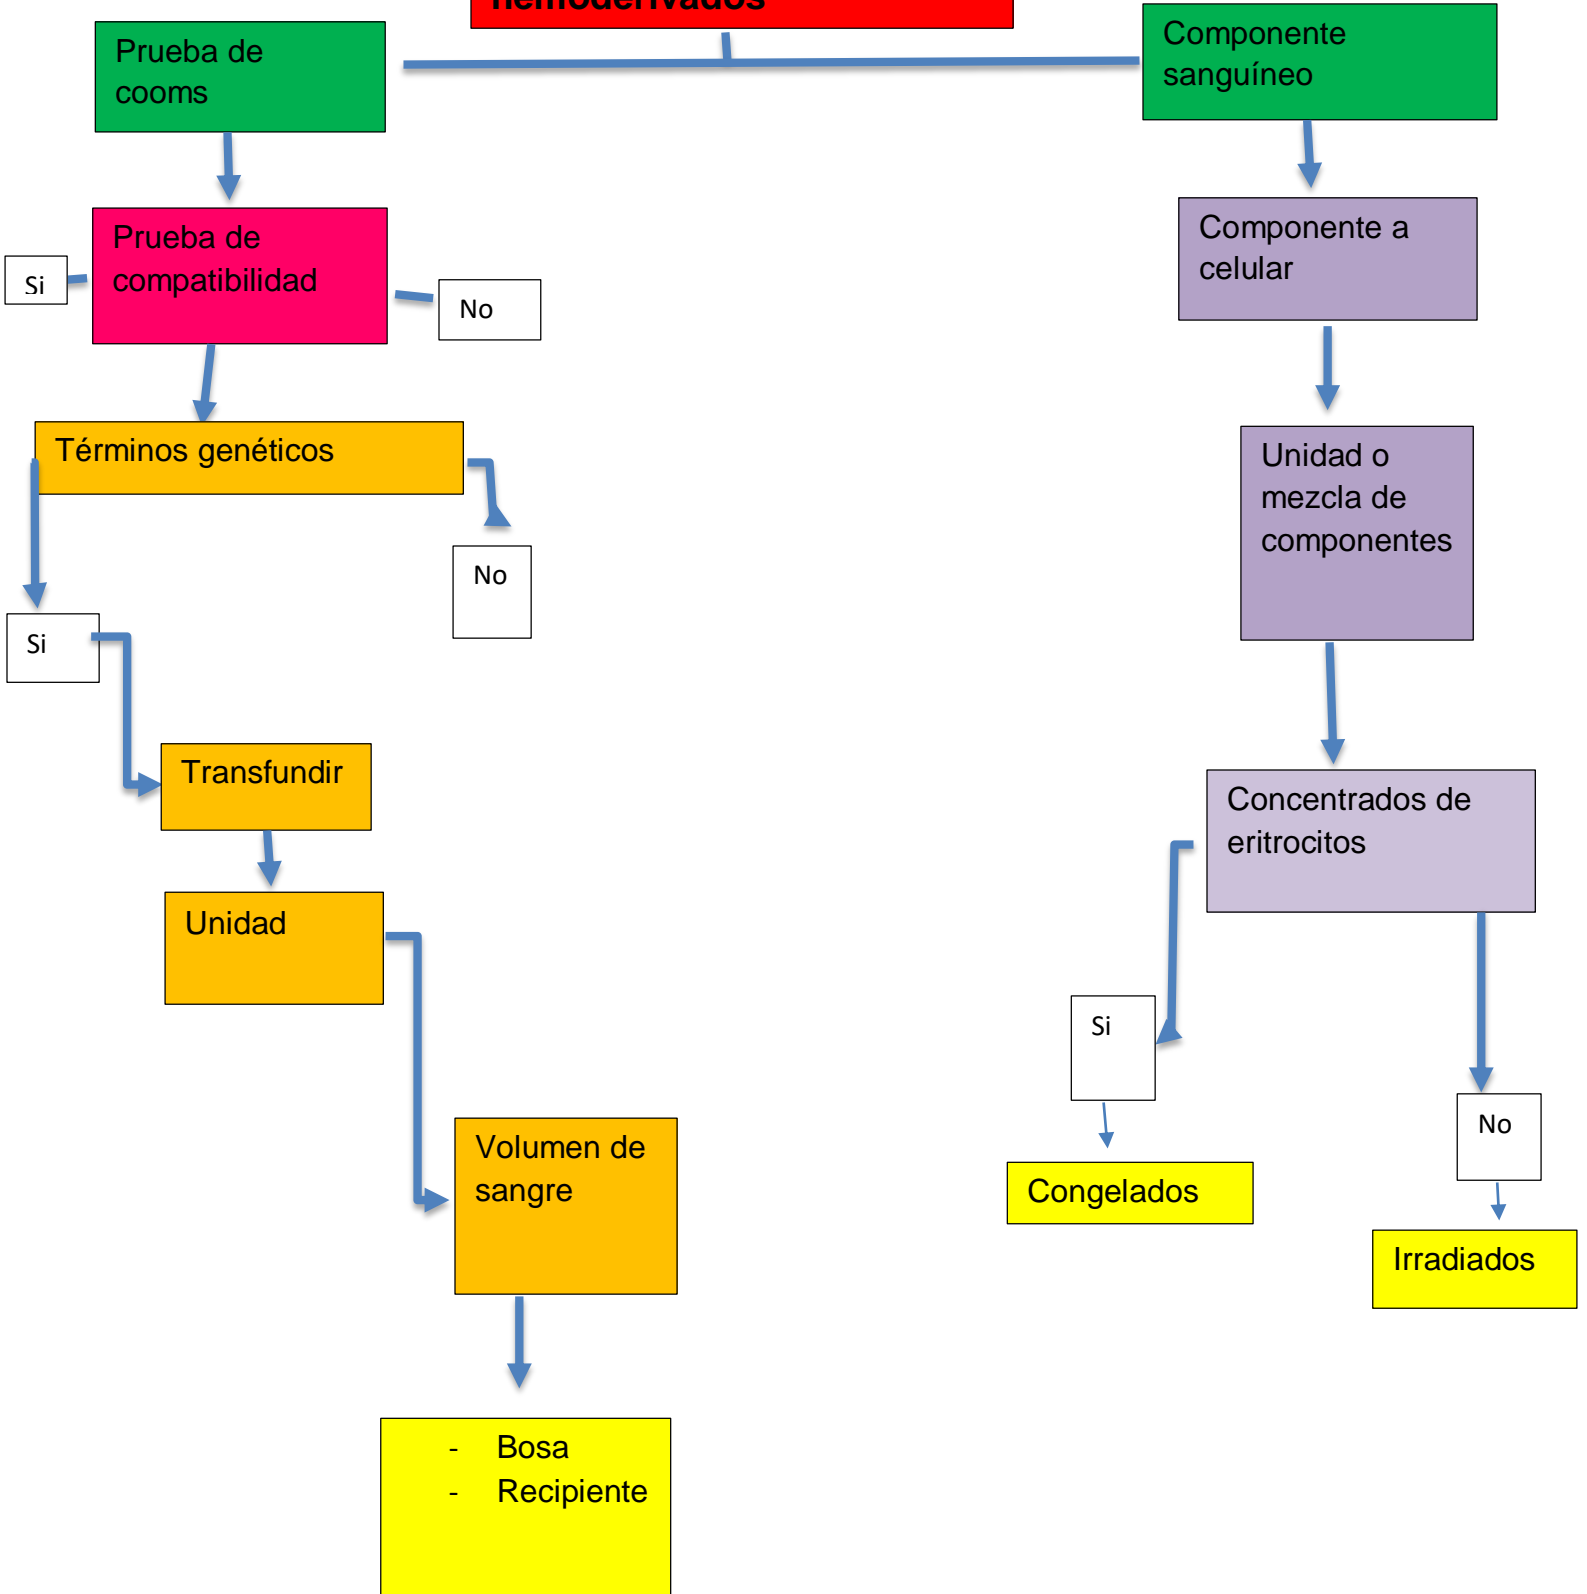 hemoderivados
Prueba de
cooms
Componente
sanguíneo
Prueba de
compatibilidad
Si
No
Componente a
celular
Términos genéticos
No
Si
Unidad o
mezcla de
componentes
Transfundir
Unidad
Concentrados de
eritrocitos
Si
No
Volumen de
sangre
Congelados
Irradiados
- Bosa
- Recipiente